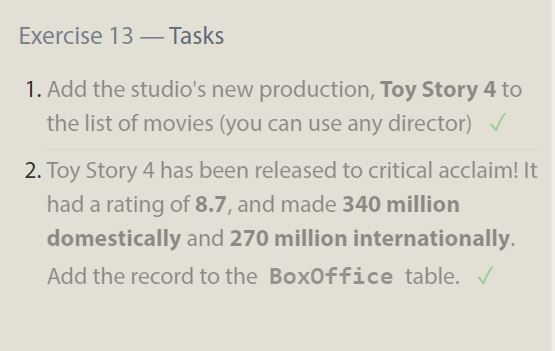 Exercise 13 — Tasks
1. Add the studio's new production, Toy Story 4 to
the list of movies (you can use any director) ✓
2. Toy Story 4 has been released to critical acclaim! It
had a rating of 8.7, and made 340 million
domestically and 270 million internationally.
Add the record to the BoxOffice table. ✓